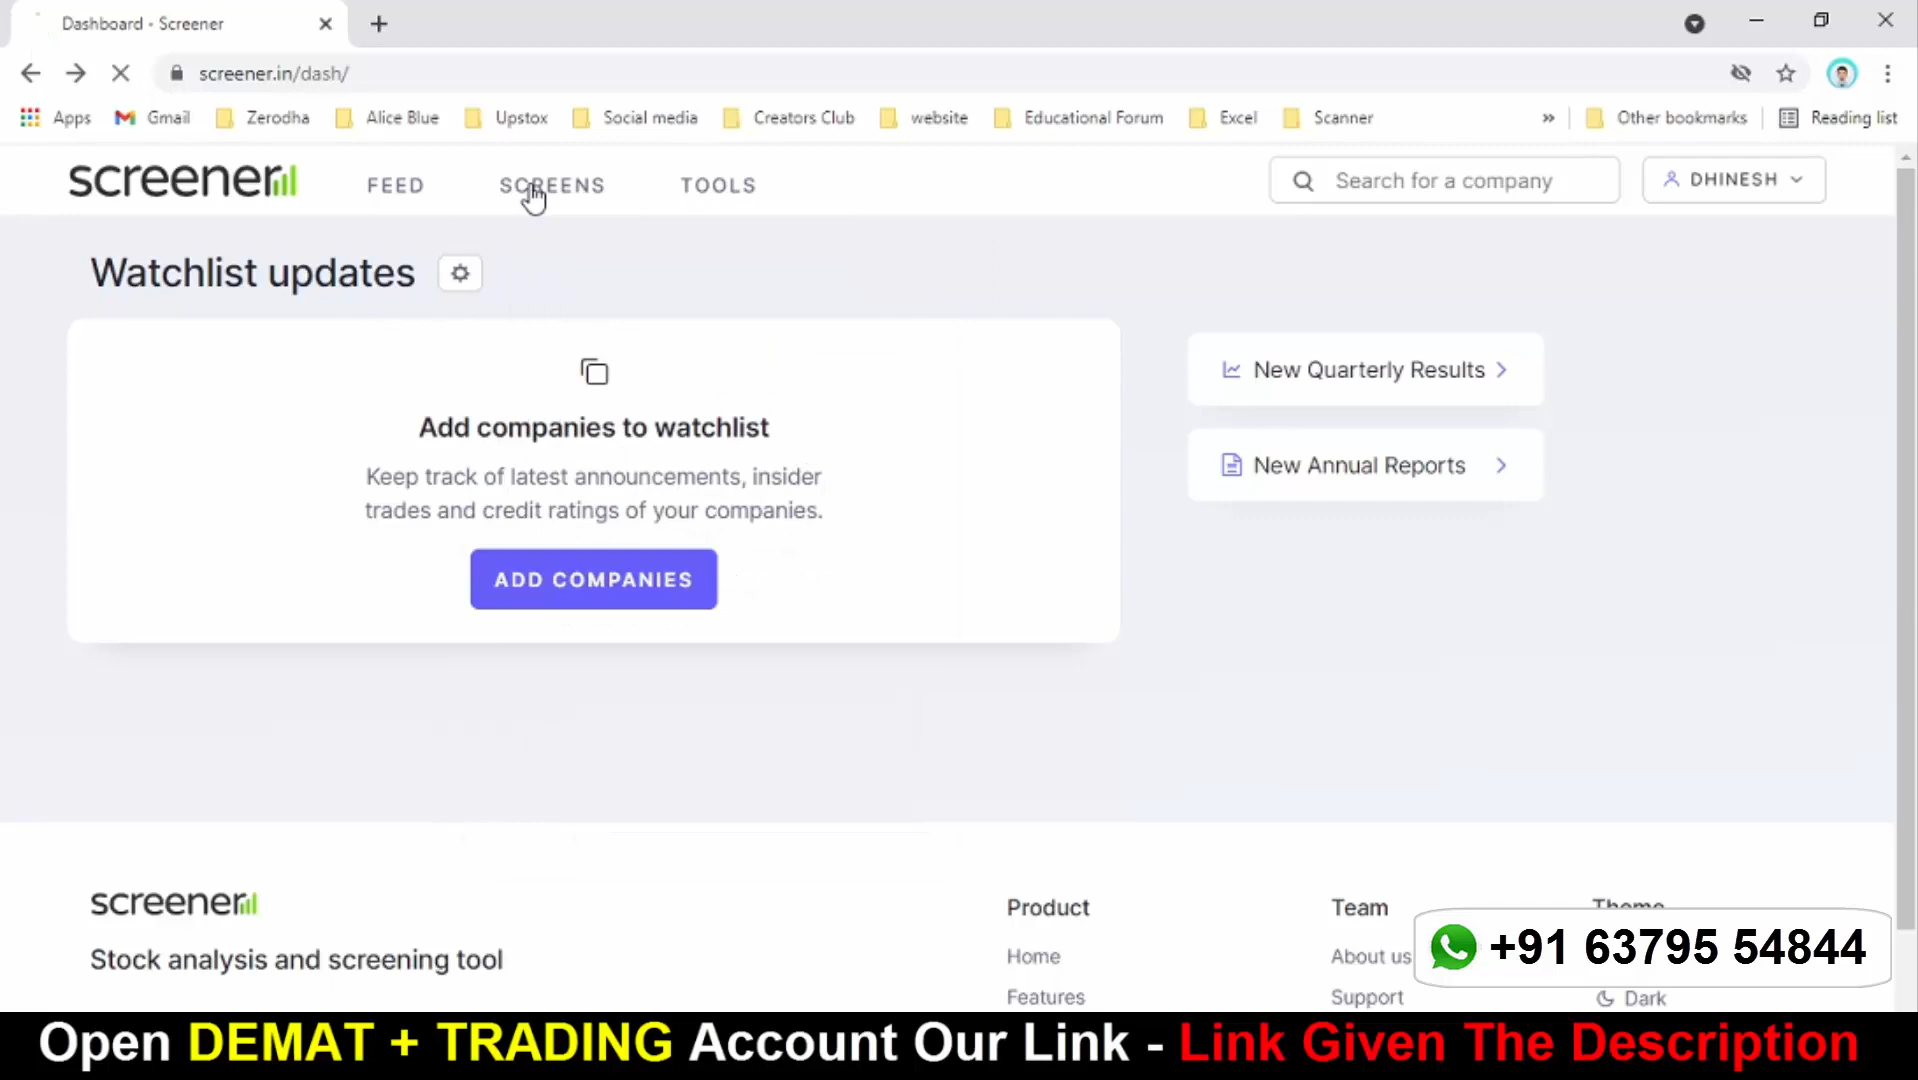 Dashboard - Screener
screener.in/dash/
Apps Gmail Zerodha Alice Blue Upstox Social media Creators Club website Educational Forum Excel Scanner » Other bookmarks Reading list
screener FEED SCREENS TOOLS Search for a company DHINESH
Watchlist updates
Add companies to watchlist
Keep track of latest announcements, insider
trades and credit ratings of your companies.
ADD COMPANIES
New Quarterly Results
New Annual Reports
screener
Stock analysis and screening tool
Product
Home
Features
Team
About us
Support
Theme
Dark
+91 63795 54844
Open DEMAT + TRADING Account Our Link - Link Given The Description